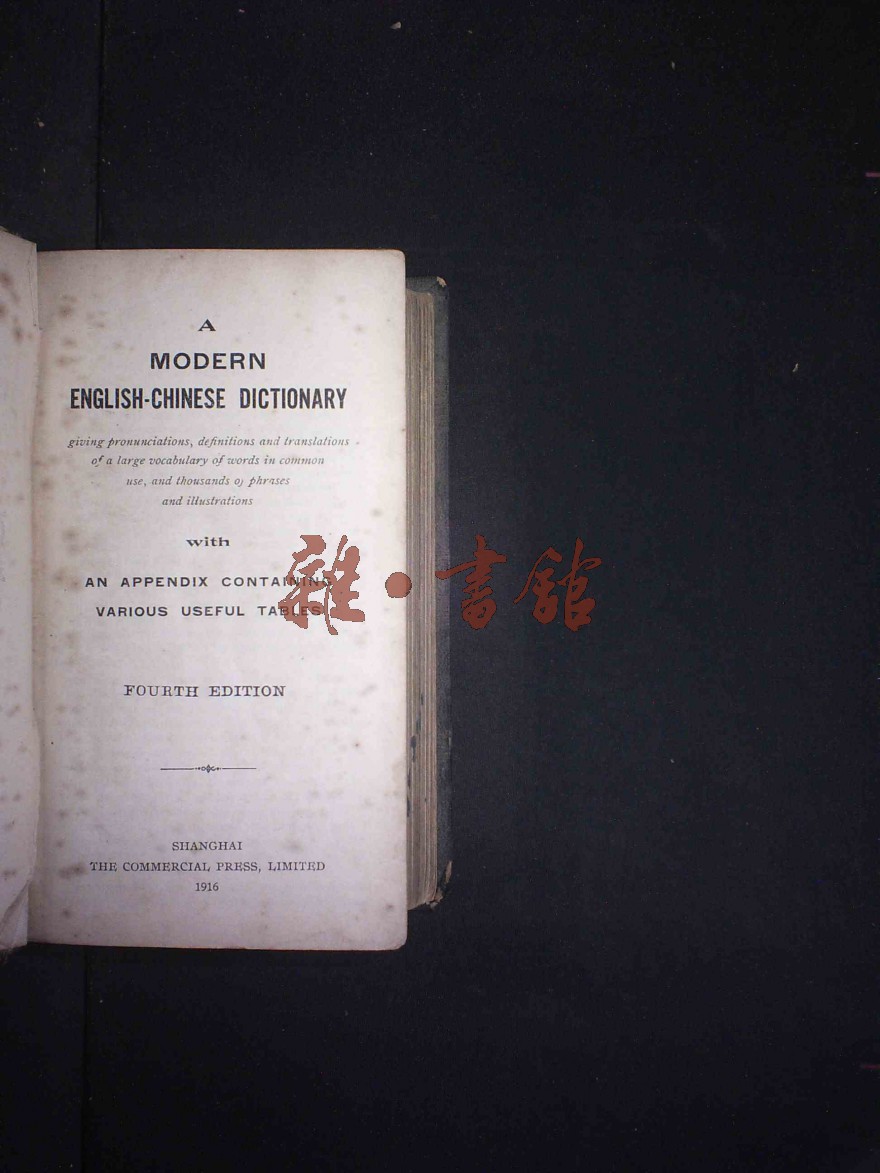 A
MODERN
ENGLISH-CHINESE DICTIONARY
giving pronunciations, definitions and translations
of a large vocabulary of words in common
use, and thousands of phrases
and illustrations
with
AN APPENDIX CONTAINING
VARIOUS USEFUL TABLES
雜·書館
FOURTH EDITION
SHANGHAI
THE COMMERCIAL PRESS, LIMITED
1916